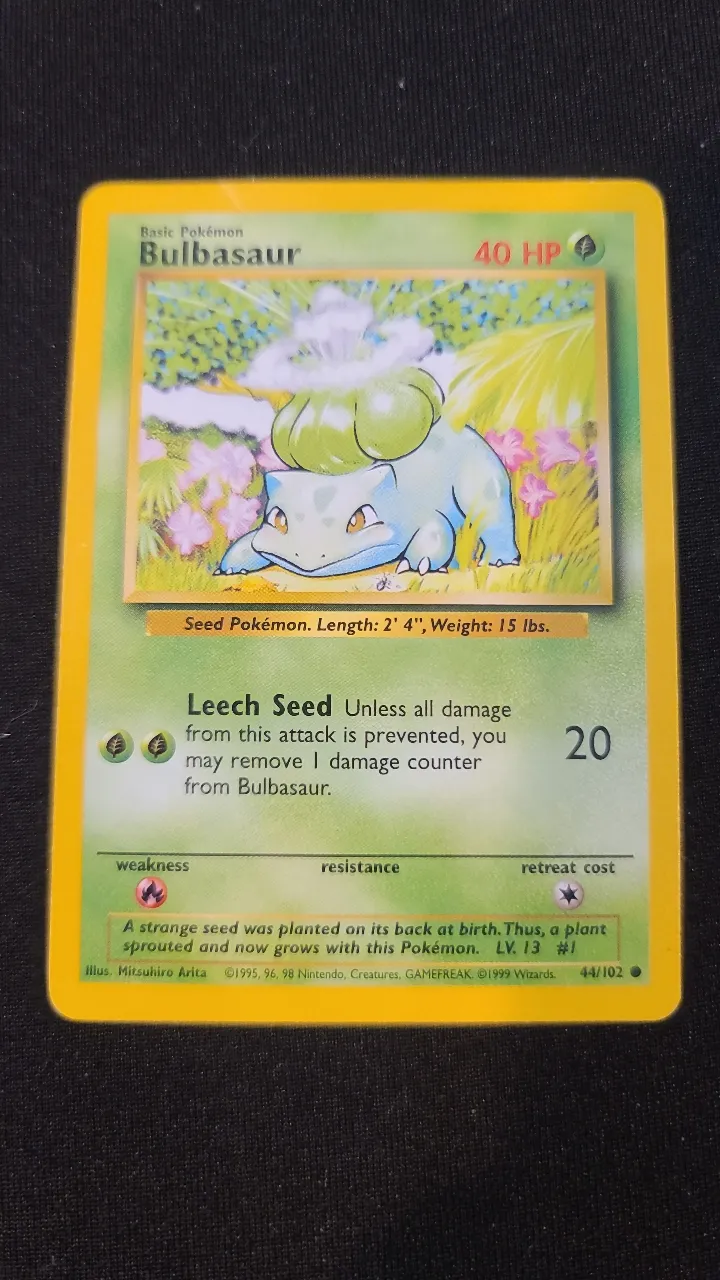 Basic Pokémon
Bulbasaur
40 HP
Seed Pokémon. Length: 2' 4", Weight: 15 lbs.
Leech Seed Unless all damage
from this attack is prevented, you
may remove 1 damage counter
from Bulbasaur.
20
weakness resistance retreat cost
A strange seed was planted on its back at birth. Thus, a plant
sprouted and now grows with this Pokémon. LV. 13 #1
Illus. Mitsuhiro Arita ©1995, 96, 98 Nintendo, Creatures, GAMEFREAK. ©1999 Wizards. 44/102